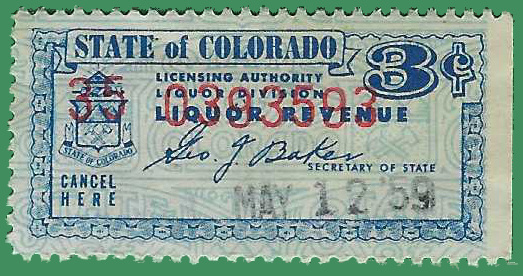 STATE of COLORADO
3¢
LICENSING AUTHORITY
LIQUOR DIVISION
35 0393503
LIQUOR REVENUE
STATE OF COLORADO
Geo. J Baker
SECRETARY OF STATE
CANCEL
HERE
MAY 12 '59